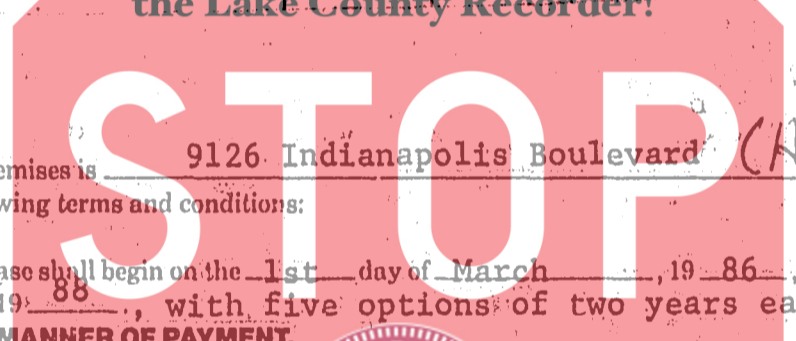 the Lake County Recorder!
STOP
emises is 9126 Indianapolis Boulevard (
wing terms and conditions:
ase shall begin on the 1st day of March, 19 86,
19 88, with five options of two years ea
MANNER OF PAYMENT